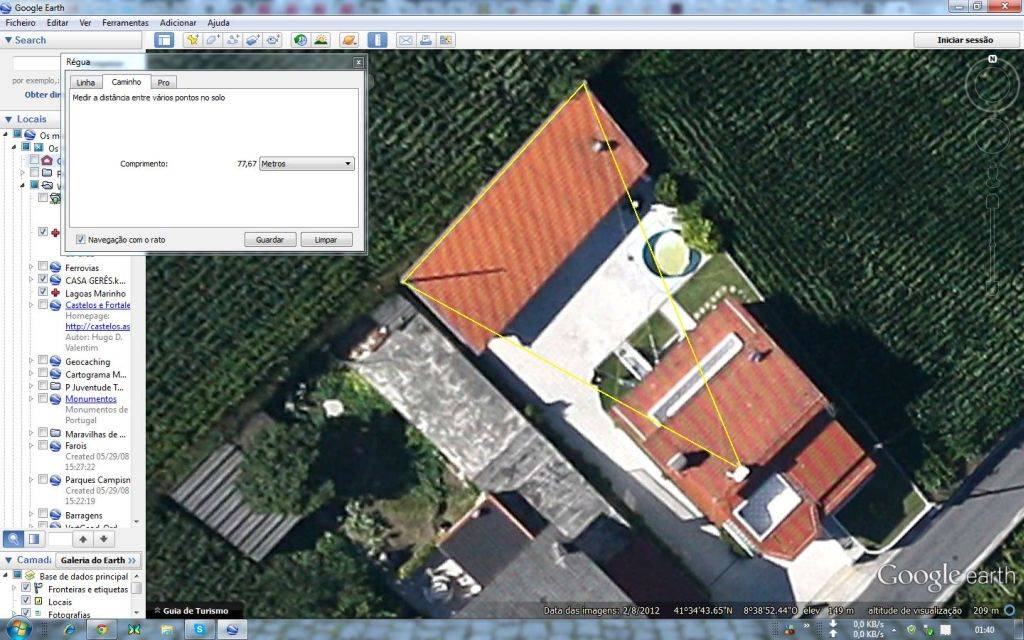 Google Earth
Ficheiro Editar Ver Ferramentas Adicionar Ajuda
Search
Iniciar sessão
por exemplo,
Obter
Régua
Linha Caminho Pro
Medir a distância entre vários pontos no solo
Comprimento: 77,67 Metros
Navegação com o rato
Guardar Limpar
N
Locais
Ferrovias
CASA GERÊS.k...
Lagoas Marinho
Castelos e Fortale
Homepage:
http://castelos.as
Autor: Hugo D.
Valentim
Geocaching
Cartograma M...
P Juventude T...
Monumentos
Monumentos de
Portugal
Maravilhas de ...
Farois
Created 05/29/08
15:27:22
Parques Campisn
Created 05/29/08
15:22:19
Barragens
Camada
Galeria do Earth >>
Base de dados principal
Fronteiras e etiquetas
Locais
Fotografias
Guia de Turismo
Google earth
Data das imagens: 2/8/2012 41°34'43.65"N 8°38'52.44"O elev 149 m altitude de visualização 209 m
0,0 KB/s
0,0 KB/s
01:40